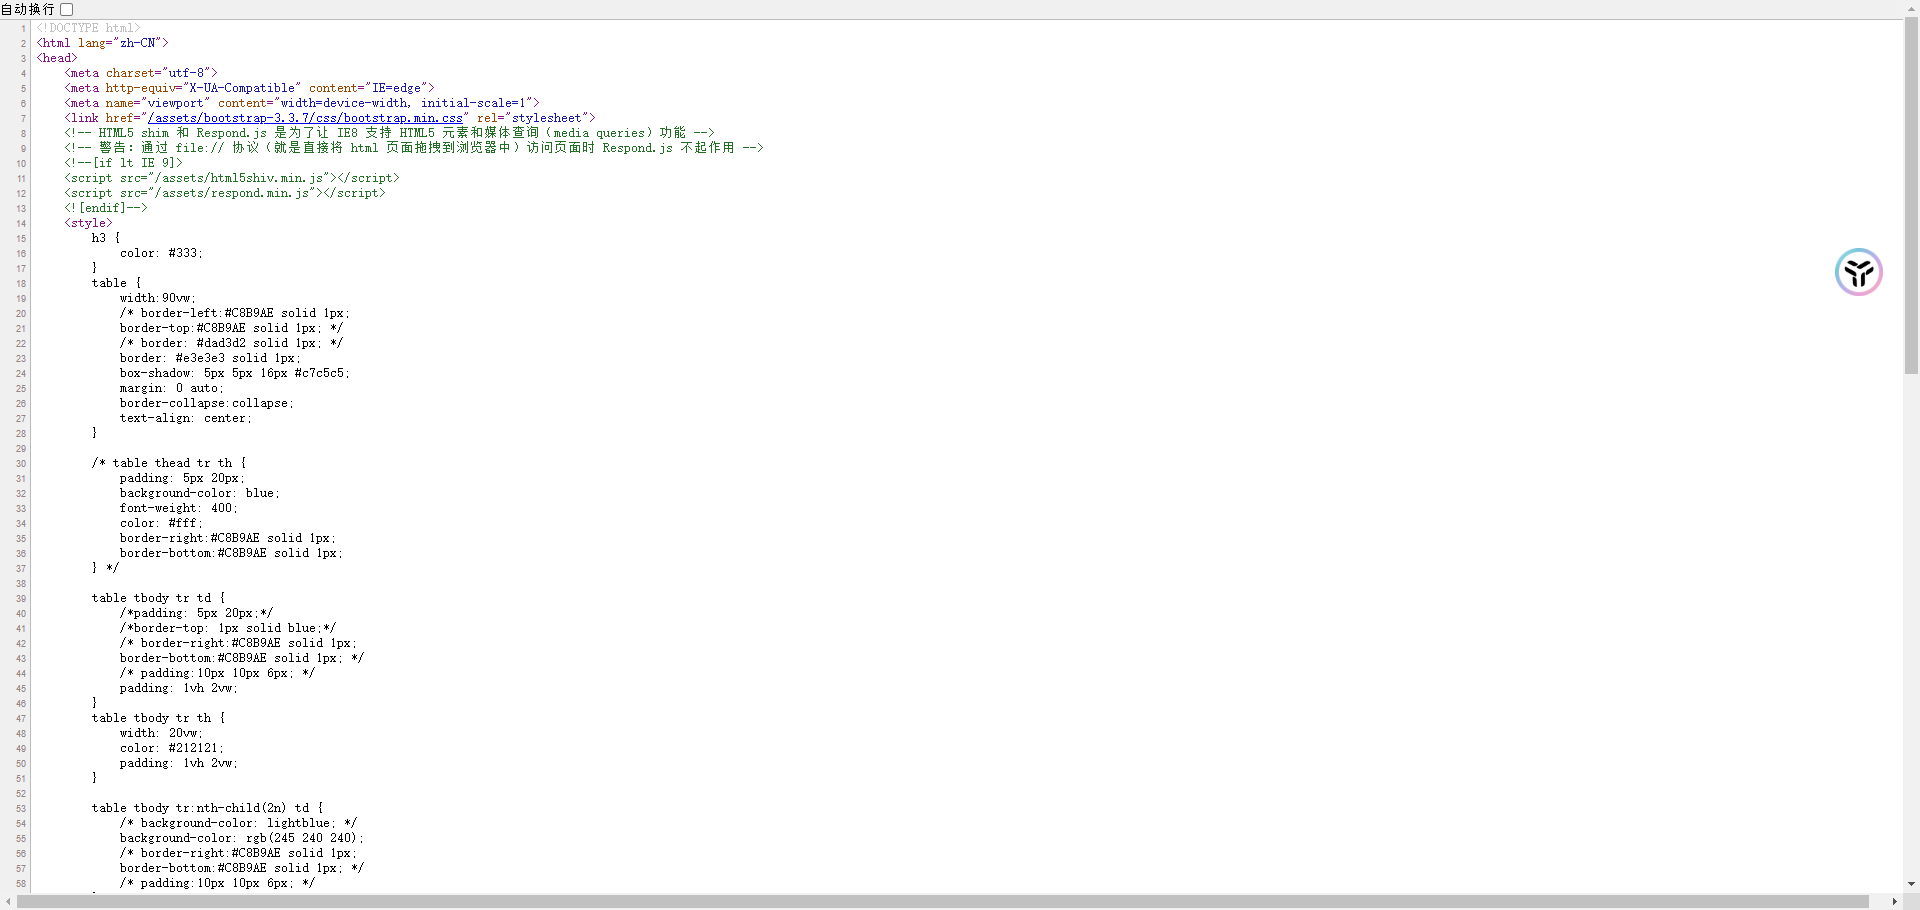 自动换行
1 <!DOCTYPE html>
2 <html lang="zh-CN">
3 <head>
4     <meta charset="utf-8">
5     <meta http-equiv="X-UA-Compatible" content="IE=edge">
6     <meta name="viewport" content="width=device-width, initial-scale=1">
7     <link href="/assets/bootstrap-3.3.7/css/bootstrap.min.css" rel="stylesheet">
8     <!-- HTML5 shim 和 Respond.js 是为了让 IE8 支持 HTML5 元素和媒体查询（media queries）功能 -->
9     <!-- 警告：通过 file:// 协议（就是直接将 html 页面拖拽到浏览器中）访问页面时 Respond.js 不起作用 -->
10     <!--[if lt IE 9]>
11     <script src="/assets/html5shiv.min.js"></script>
12     <script src="/assets/respond.min.js"></script>
13     <![endif]-->
14     <style>
15         h3 {
16             color: #333;
17         }
18         table {
19             width:90vw;
20             /* border-left:#C8B9AE solid 1px;
21             border-top:#C8B9AE solid 1px; */
22             /* border: #dad3d2 solid 1px; */
23             border: #e3e3e3 solid 1px;
24             box-shadow: 5px 5px 16px #c7c5c5;
25             margin: 0 auto;
26             border-collapse:collapse;
27             text-align: center;
28         }
29
30         /* table thead tr th {
31             padding: 5px 20px;
32             background-color: blue;
33             font-weight: 400;
34             color: #fff;
35             border-right:#C8B9AE solid 1px;
36             border-bottom:#C8B9AE solid 1px;
37         } */
38
39         table tbody tr td {
40             /*padding: 5px 20px;*/
41             /*border-top: 1px solid blue;*/
42             /* border-right:#C8B9AE solid 1px;
43             border-bottom:#C8B9AE solid 1px; */
44             /* padding:10px 10px 6px; */
45             padding: 1vh 2vw;
46         }
47         table tbody tr th {
48             width: 20vw;
49             color: #212121;
50             padding: 1vh 2vw;
51         }
52
53         table tbody tr:nth-child(2n) td {
54             /* background-color: lightblue; */
55             background-color: rgb(245 240 240);
56             /* border-right:#C8B9AE solid 1px;
57             border-bottom:#C8B9AE solid 1px; */
58             /* padding:10px 10px 6px; */